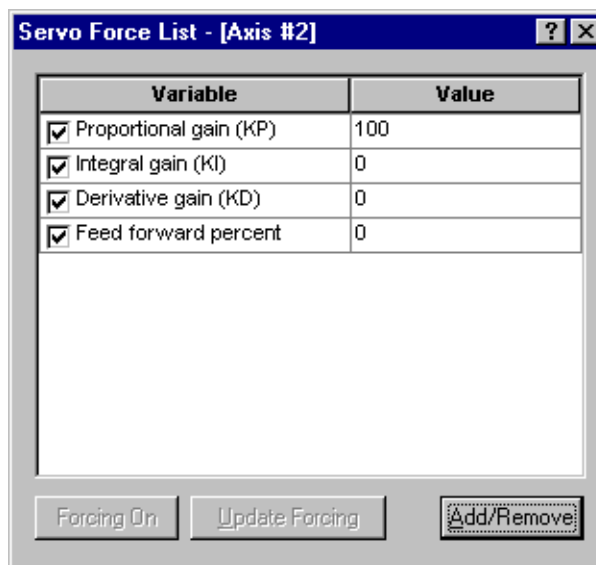 Servo Force List - [Axis #2]
Variable Value
Proportional gain (KP) 100
Integral gain (KI) 0
Derivative gain (KD) 0
Feed forward percent 0
Forcing On Update Forcing Add/Remove